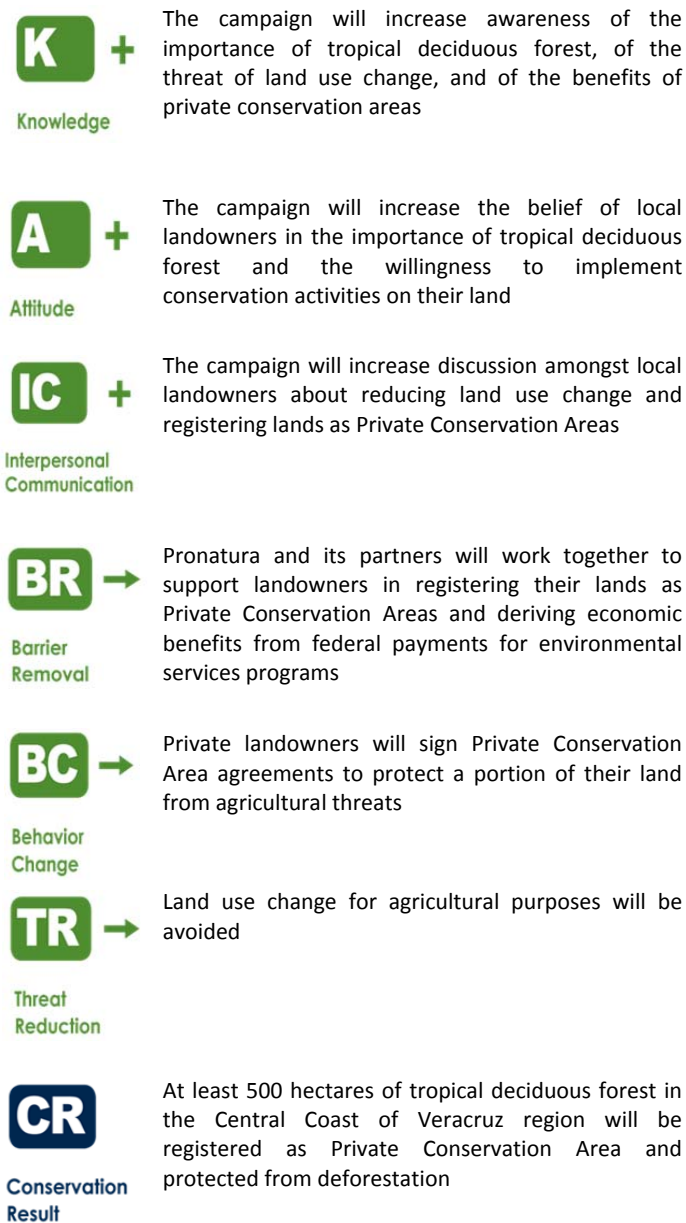 K +
Knowledge
The campaign will increase awareness of the
importance of tropical deciduous forest, of the
threat of land use change, and of the benefits of
private conservation areas
A +
Attitude
The campaign will increase the belief of local
landowners in the importance of tropical deciduous
forest and the willingness to implement
conservation activities on their land
IC +
Interpersonal
Communication
The campaign will increase discussion amongst local
landowners about reducing land use change and
registering lands as Private Conservation Areas
BR →
Barrier
Removal
Pronatura and its partners will work together to
support landowners in registering their lands as
Private Conservation Areas and deriving economic
benefits from federal payments for environmental
services programs
BC →
Behavior
Change
Private landowners will sign Private Conservation
Area agreements to protect a portion of their land
from agricultural threats
TR →
Threat
Reduction
Land use change for agricultural purposes will be
avoided
CR
Conservation
Result
At least 500 hectares of tropical deciduous forest in
the Central Coast of Veracruz region will be
registered as Private Conservation Area and
protected from deforestation